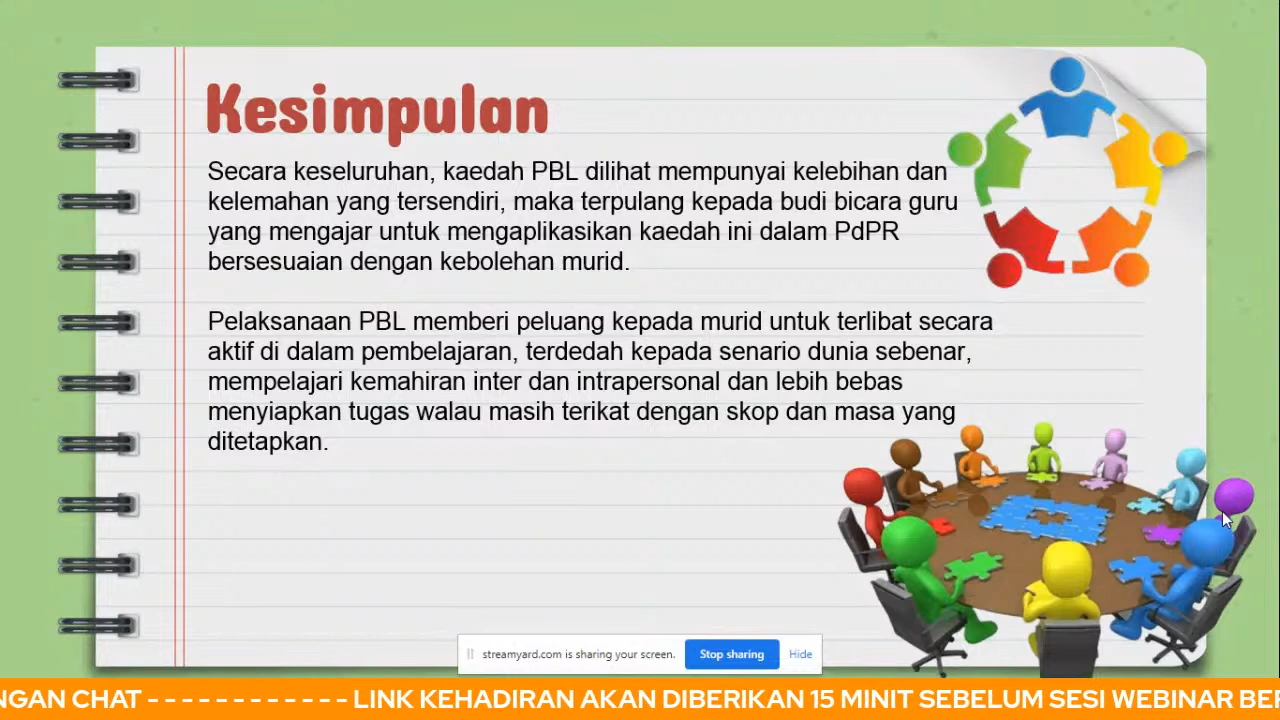 Kesimpulan
Secara keseluruhan, kaedah PBL dilihat mempunyai kelebihan dan
kelemahan yang tersendiri, maka terpulang kepada budi bicara guru
yang mengajar untuk mengaplikasikan kaedah ini dalam PdPR
bersesuaian dengan kebolehan murid.
Pelaksanaan PBL memberi peluang kepada murid untuk terlibat secara
aktif di dalam pembelajaran, terdedah kepada senario dunia sebenar,
mempelajari kemahiran inter dan intrapersonal dan lebih bebas
menyiapkan tugas walau masih terikat dengan skop dan masa yang
ditetapkan.
streamyard.com is sharing your screen. Stop sharing Hide
NGAN CHAT - - - - - - - - - - - - LINK KEHADIRAN AKAN DIBERIKAN 15 MINIT SEBELUM SESI WEBINAR BER